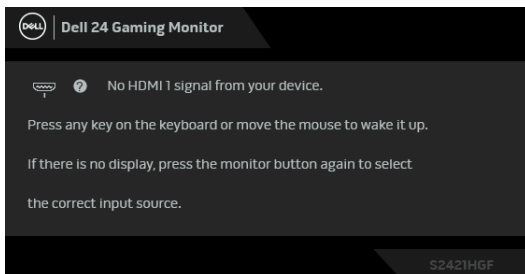 DELL
Dell 24 Gaming Monitor
? No HDMI 1 signal from your device.
Press any key on the keyboard or move the mouse to wake it up.
If there is no display, press the monitor button again to select
the correct input source.
S2421HGF